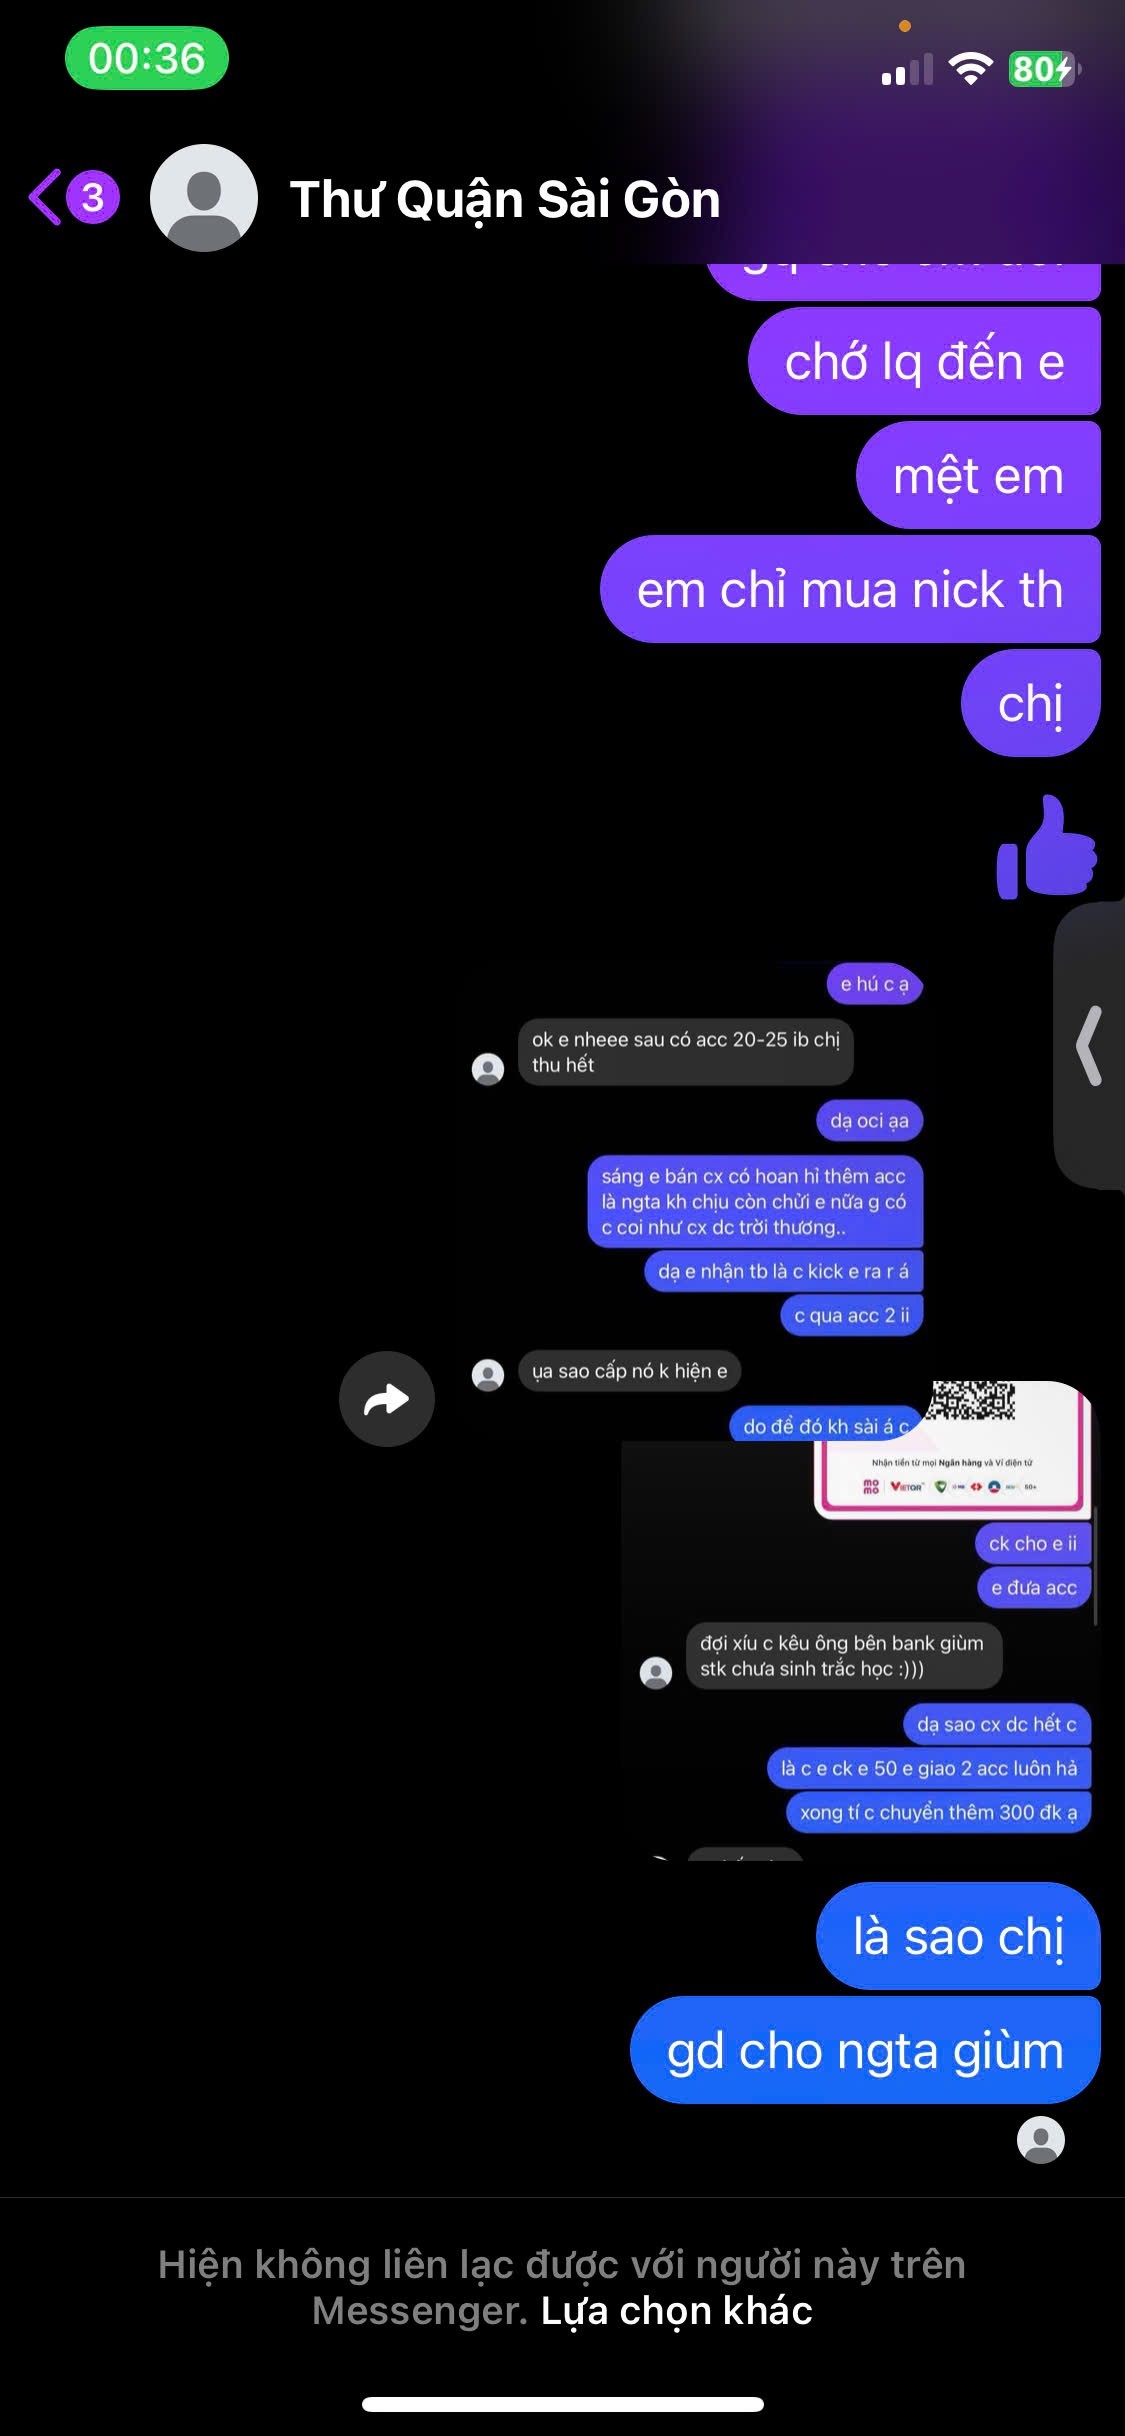 00:36
80
3
Thư Quận Sài Gòn
chớ lq đến e
mệt em
em chỉ mua nick th
chị
e hú c ạ
ok e nheee sau có acc 20-25 ib chị
thu hết
dạ oci ạa
sáng e bán cx có hoan hỉ thêm acc
là ngta kh chịu còn chửi e nữa g có
c coi như cx dc trời thương..
dạ e nhận tb là c kick e ra r á
c qua acc 2 ii
ụa sao cấp nó k hiện e
do để đó kh sài á c
Nhận tiền từ mọi Ngân hàng và Ví điện tử
mo
mo
VIETQR
60+
ck cho e ii
e đưa acc
đợi xíu c kêu ông bên bank giùm
stk chưa sinh trắc học :)))
dạ sao cx dc hết c
là c e ck e 50 e giao 2 acc luôn hả
xong tí c chuyển thêm 300 đk ạ
là sao chị
gd cho ngta giùm
Hiện không liên lạc được với người này trên
Messenger. Lựa chọn khác